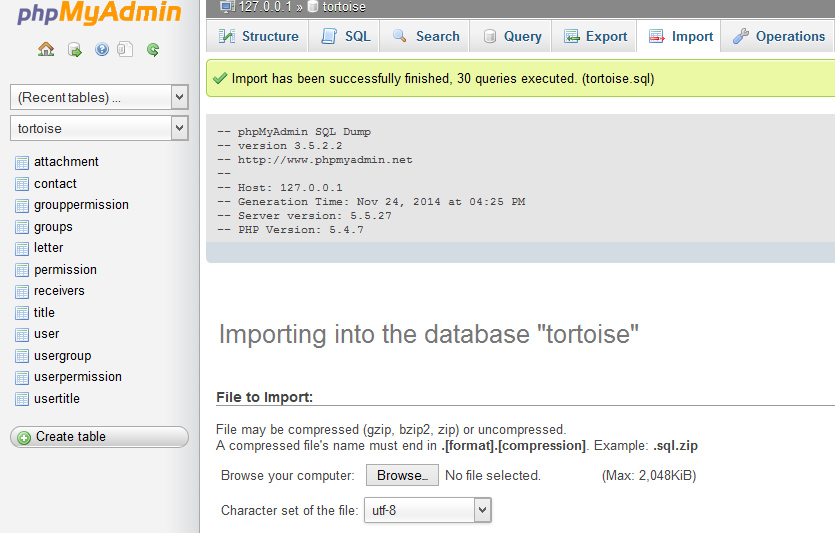 phpMyAdmin
(Recent tables) ...
tortoise
attachment
contact
grouppermission
groups
letter
permission
receivers
title
user
usergroup
userpermission
usertitle
Create table
127.0.0.1 » tortoise
Structure SQL Search Query Export Import Operations
Import has been successfully finished, 30 queries executed. (tortoise.sql)
-- phpMyAdmin SQL Dump
-- version 3.5.2.2
-- http://www.phpmyadmin.net
--
-- Host: 127.0.0.1
-- Generation Time: Nov 24, 2014 at 04:25 PM
-- Server version: 5.5.27
-- PHP Version: 5.4.7
Importing into the database "tortoise"
File to Import:
File may be compressed (gzip, bzip2, zip) or uncompressed.
A compressed file's name must end in .[format].[compression]. Example: .sql.zip
Browse your computer: Browse... No file selected. (Max: 2,048KiB)
Character set of the file: utf-8